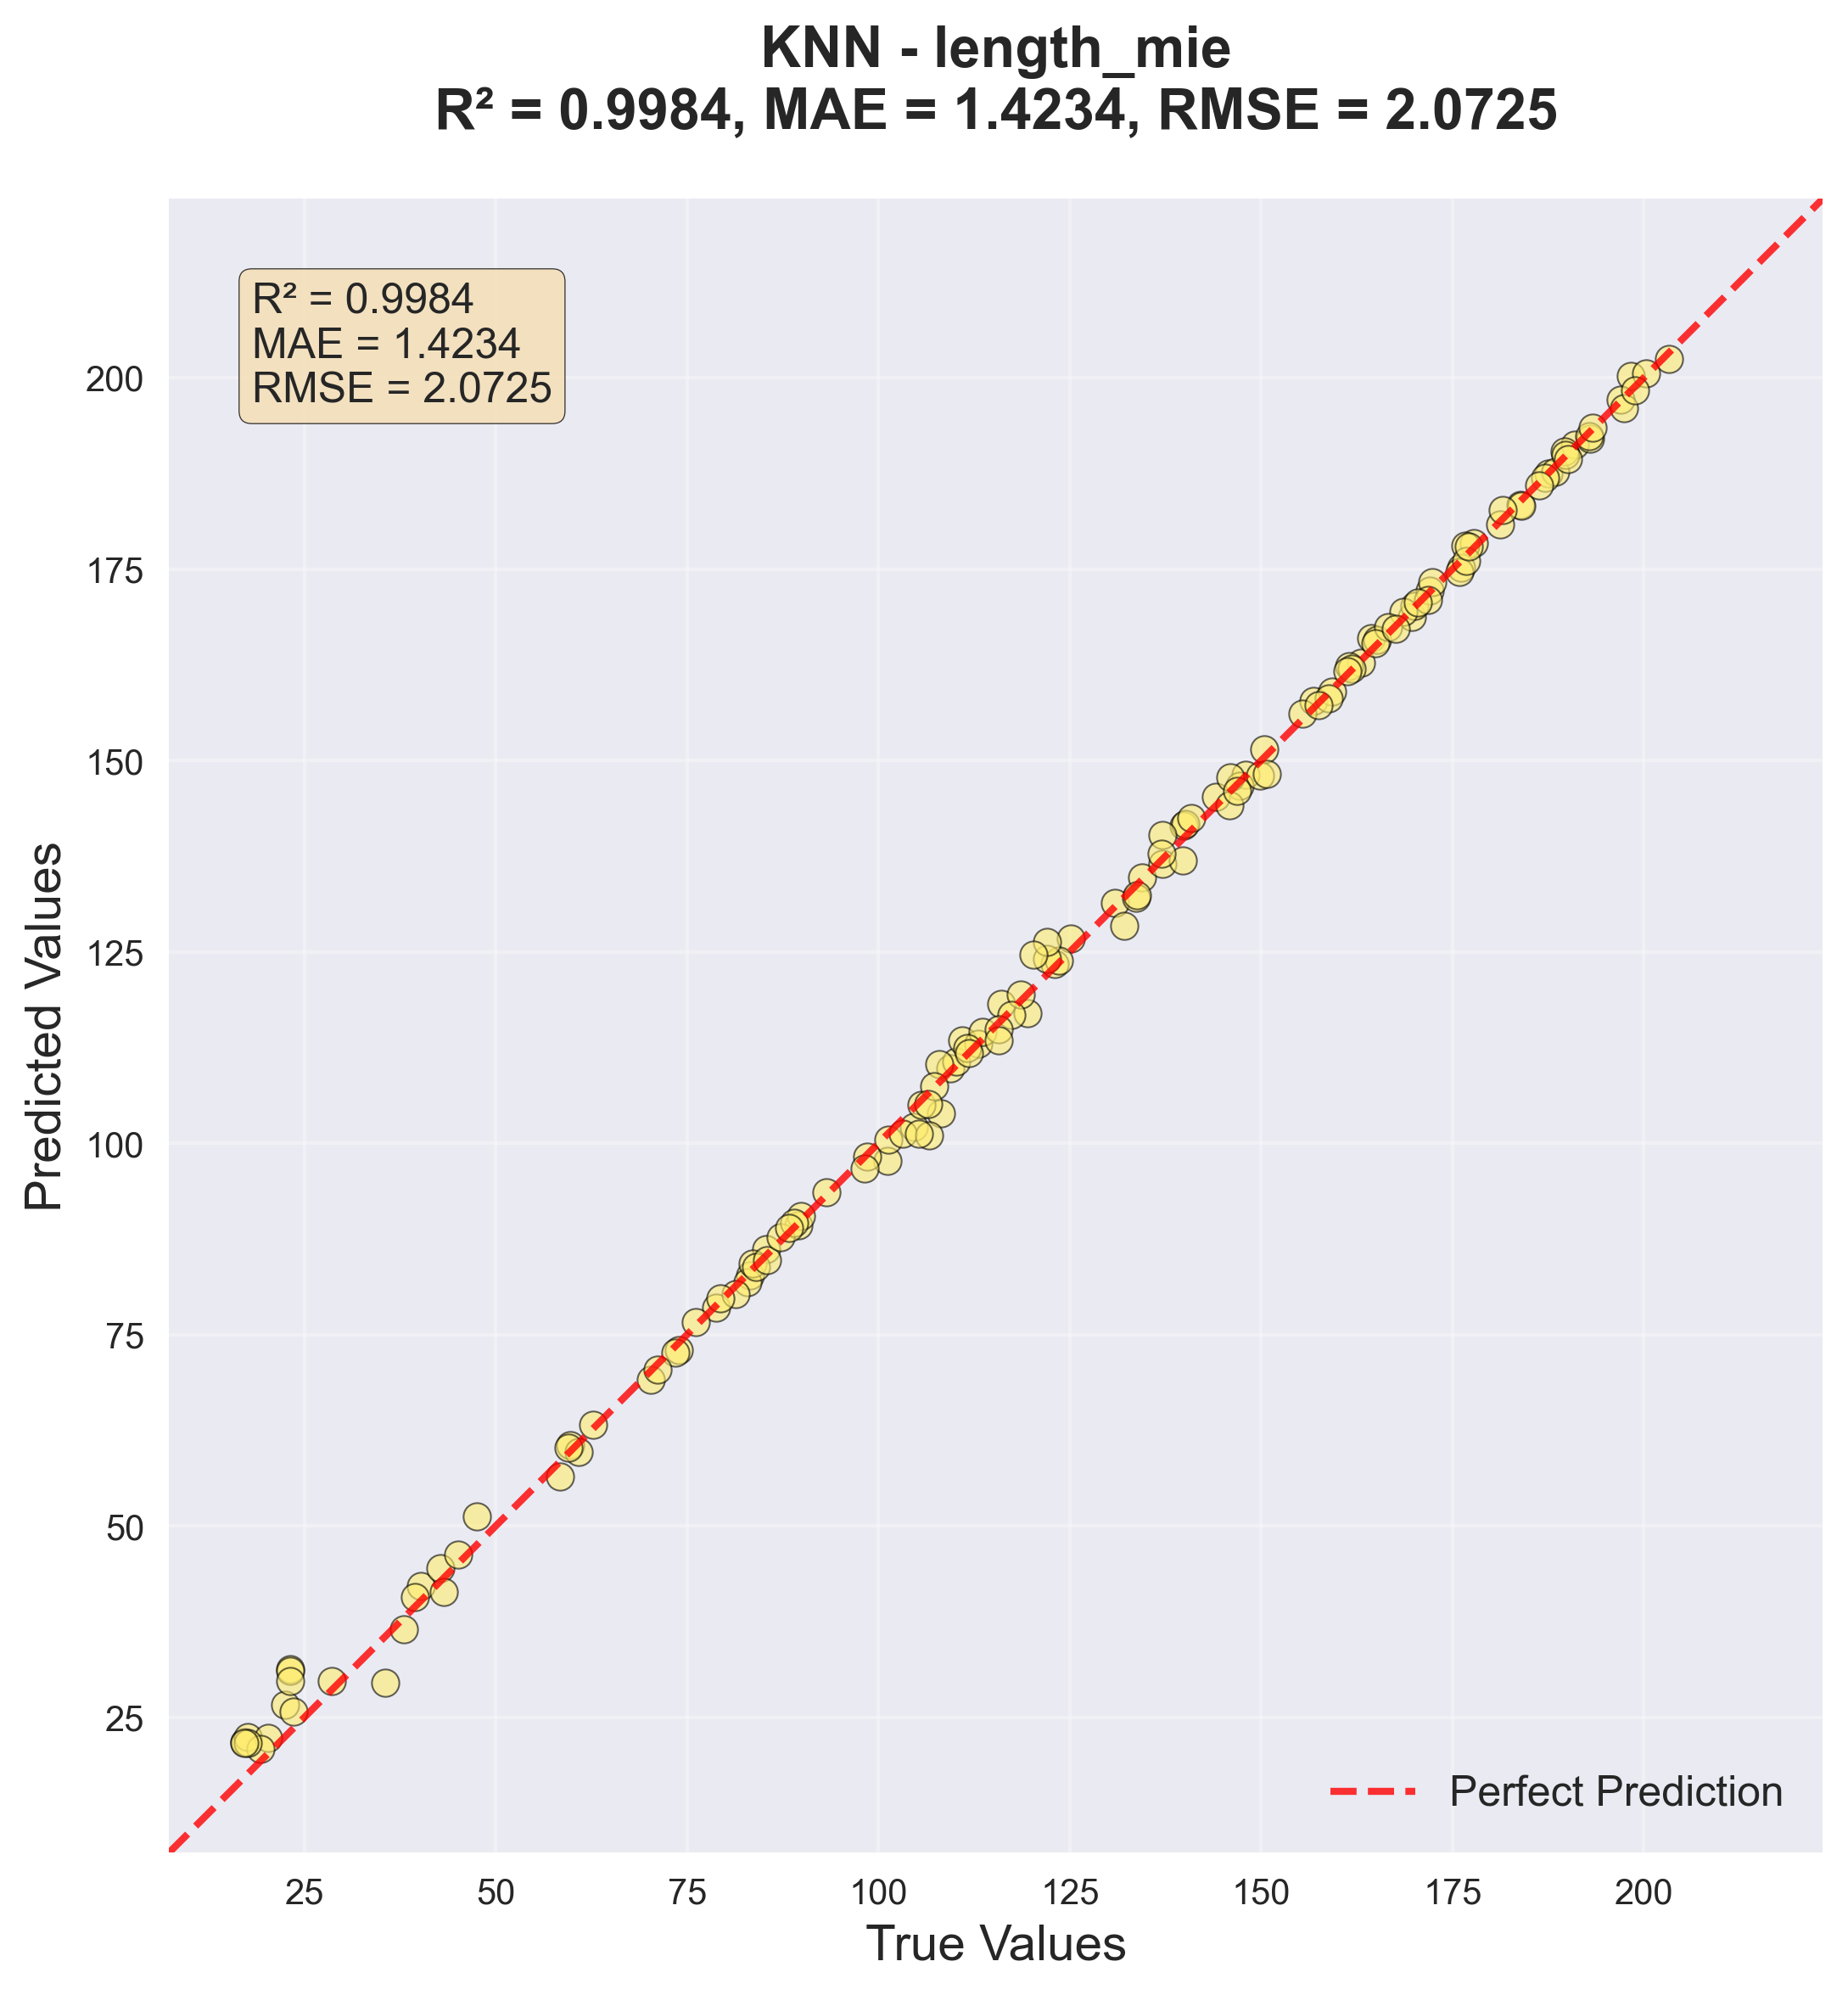 KNN - length_mie
R² = 0.9984, MAE = 1.4234, RMSE = 2.0725
R² = 0.9984
MAE = 1.4234
RMSE = 2.0725
200
175
150
125
100
75
50
25
Predicted Values
Perfect Prediction
25 50 75 100 125 150 175 200
True Values